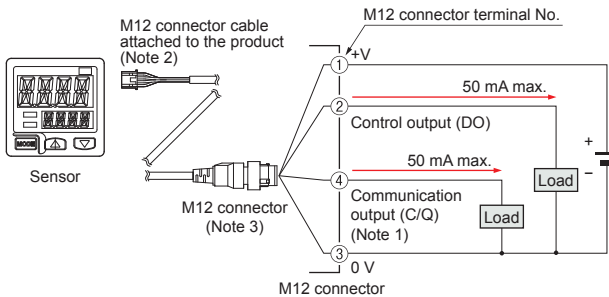 M12 connector cable
attached to the product
(Note 2)
M12 connector terminal No.
1
+V
50 mA max.
2
Control output (DO)
+
50 mA max.
4
Load
−
Communication
output (C/Q)
(Note 1)
Load
MODE
Sensor
M12 connector
(Note 3)
3
0 V
M12 connector